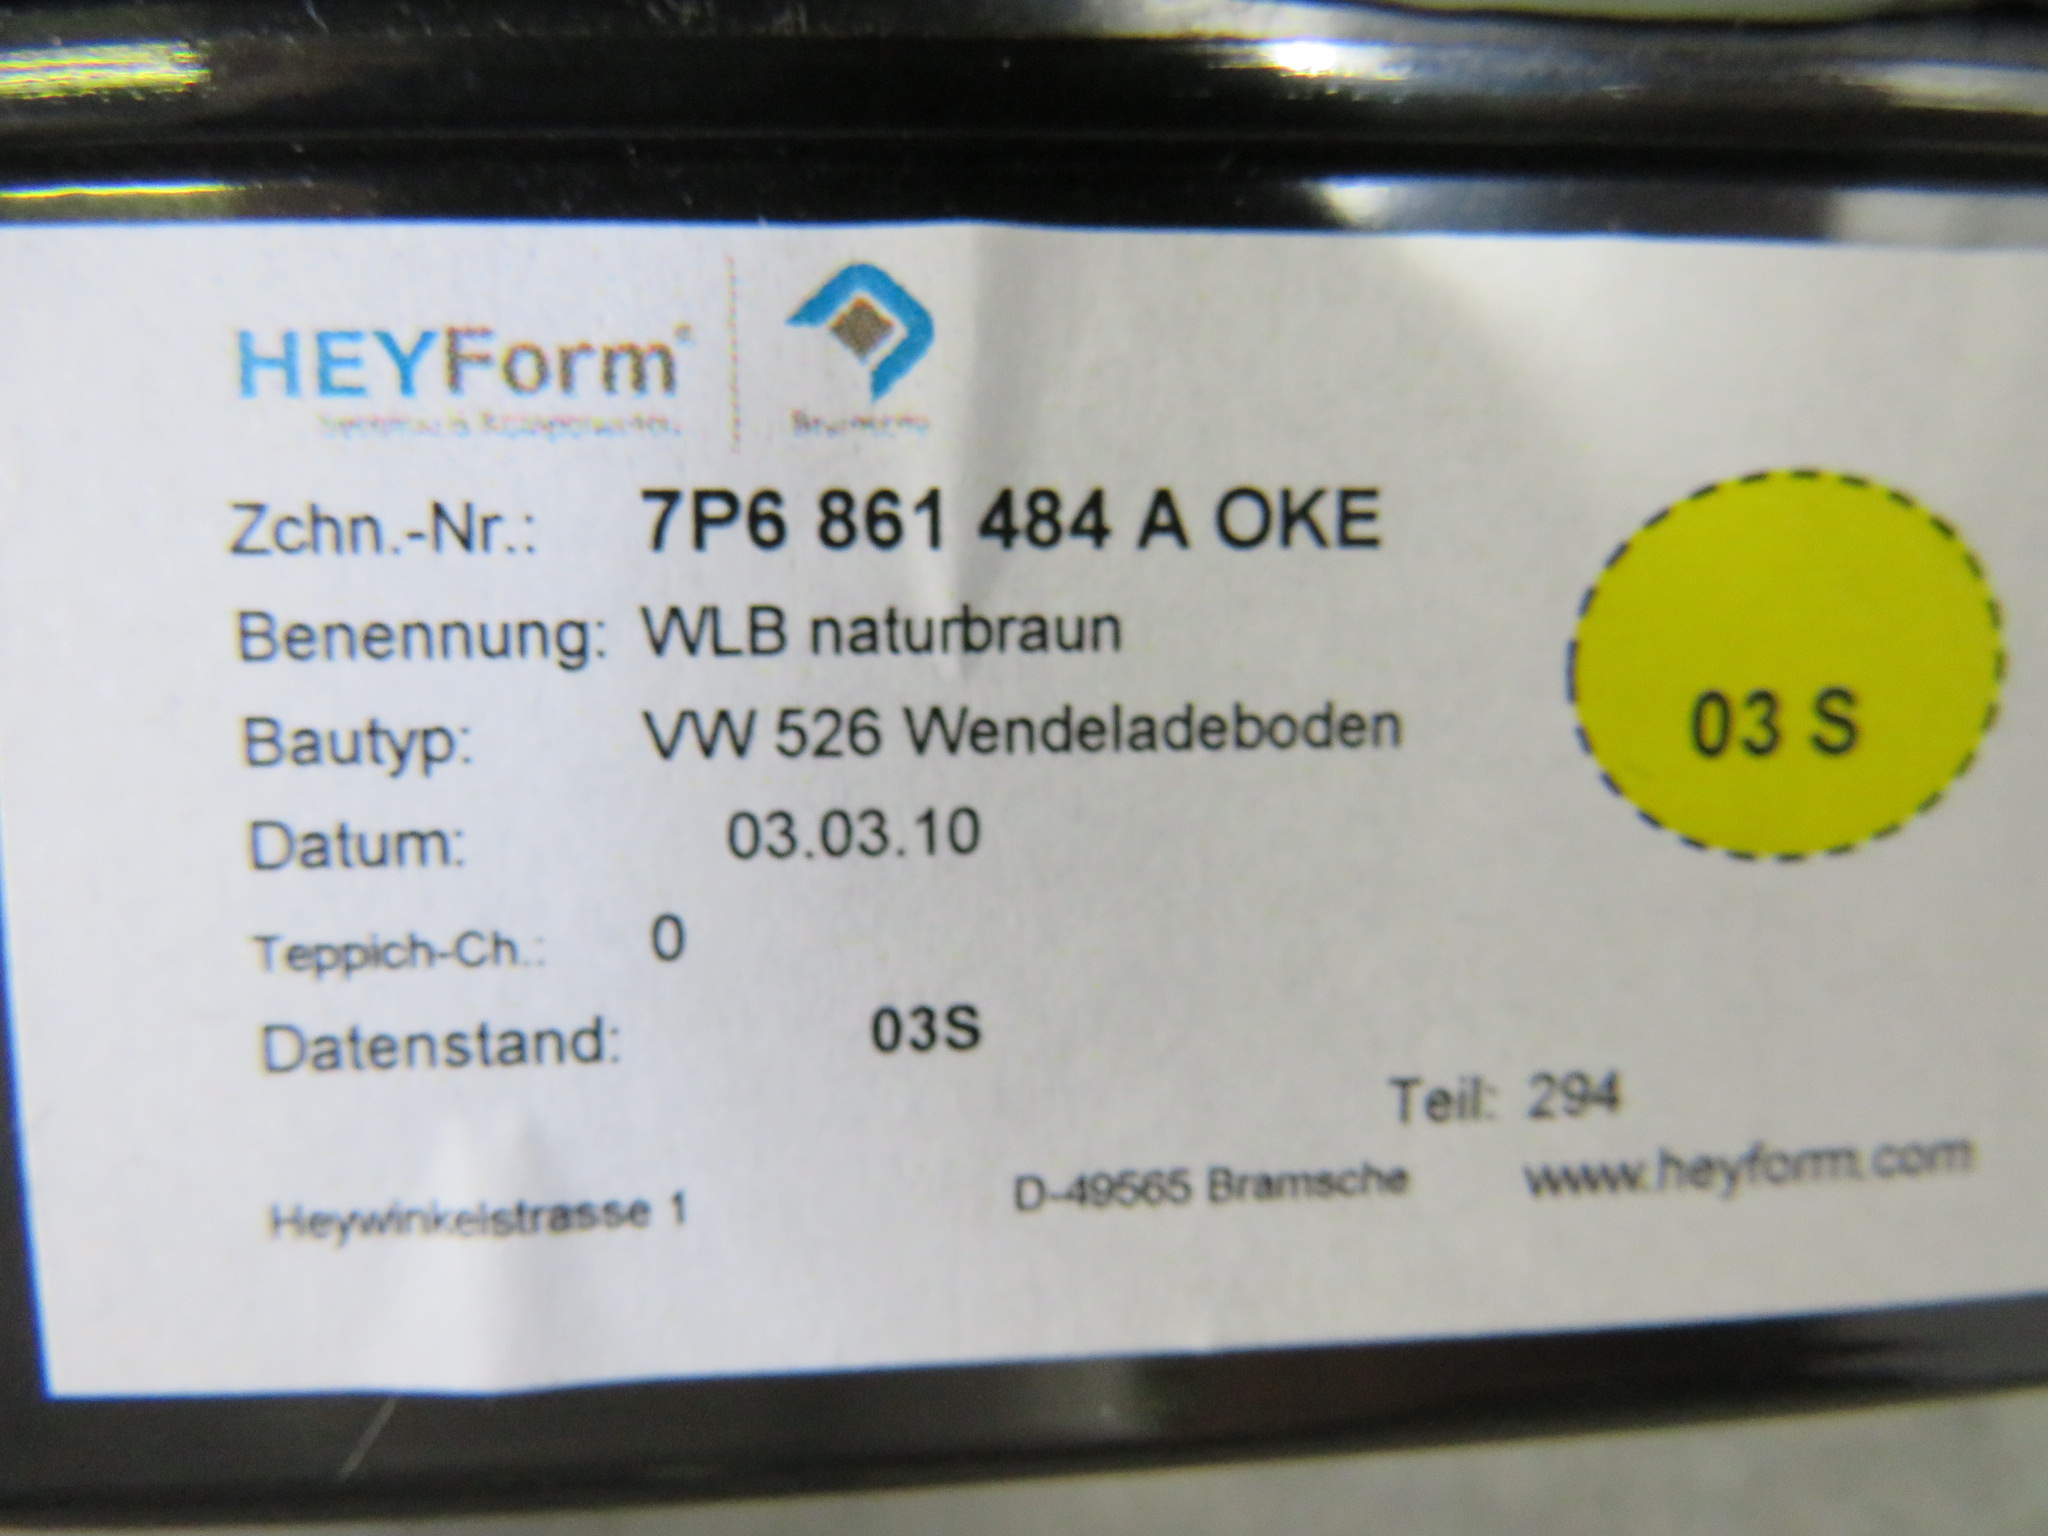 HEYForm®
Bramsche
Zchn.-Nr.: 7P6 861 484 A OKE
Benennung: WLB naturbraun
Bautyp: VW 526 Wendeladeboden
03 S
Datum: 03.03.10
Teppich-Ch.: 0
Datenstand: 03S
Teil: 294
Heywinkelstrasse 1 D-49565 Bramsche www.heyform.com